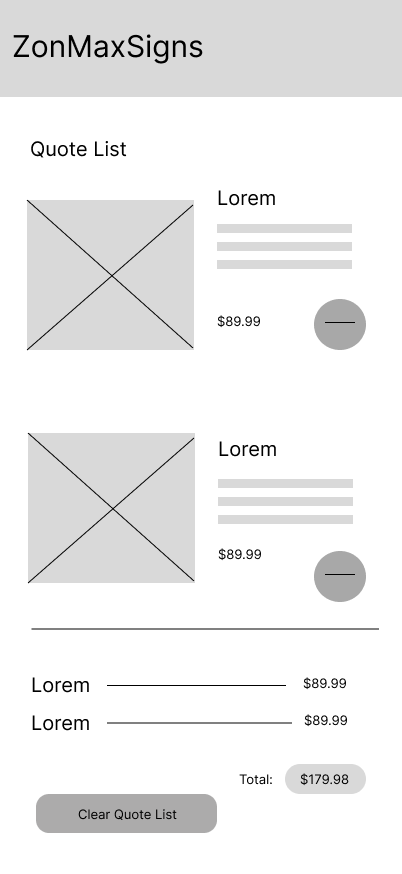 ZonMaxSigns
Quote List
Lorem
$89.99
Lorem
$89.99
Lorem $89.99
Lorem $89.99
Total: $179.98
Clear Quote List